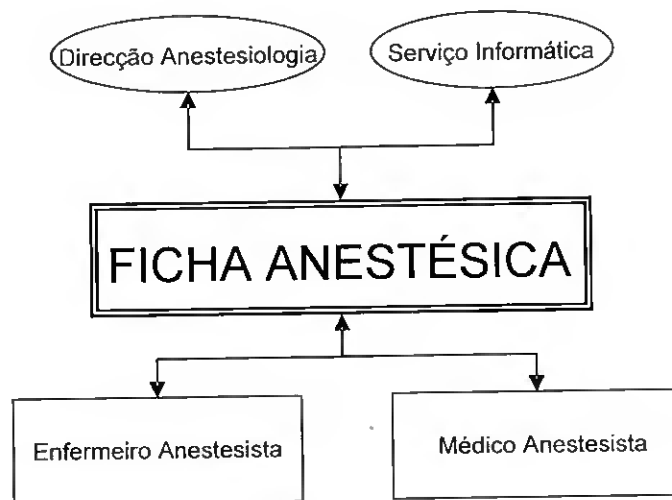 Direcção Anestesiologia
Serviço Informática
FICHA ANESTÉSICA
Enfermeiro Anestesista
Médico Anestesista